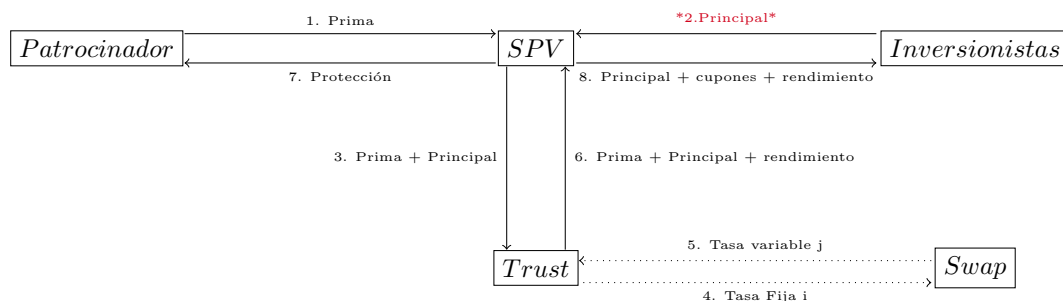 1. Prima
*2.Principal*
Patrocinador
SPV
Inversionistas
7. Protección
8. Principal + cupones + rendimiento
3. Prima + Principal
6. Prima + Principal + rendimiento
5. Tasa variable j
Trust
Swap
4. Tasa Fija i